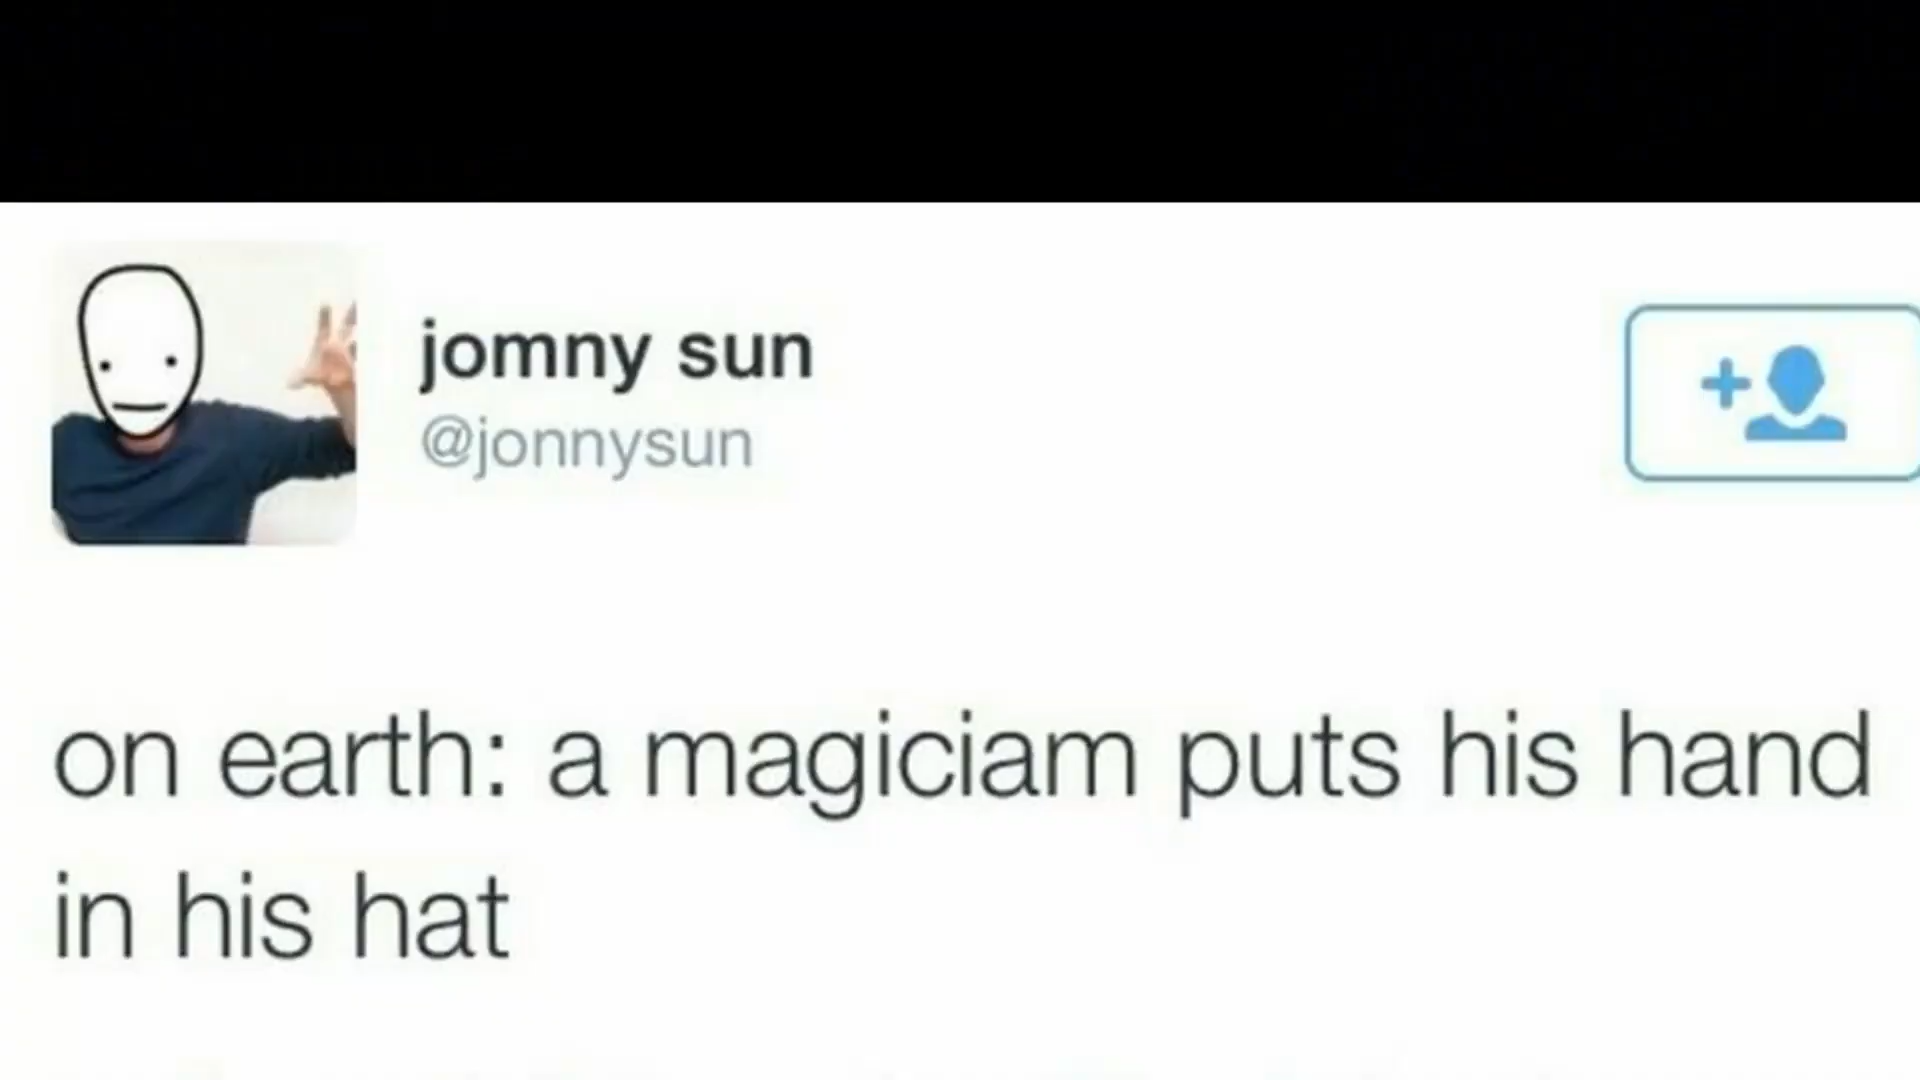 jomny sun
@jonnysun
on earth: a magiciam puts his hand
in his hat